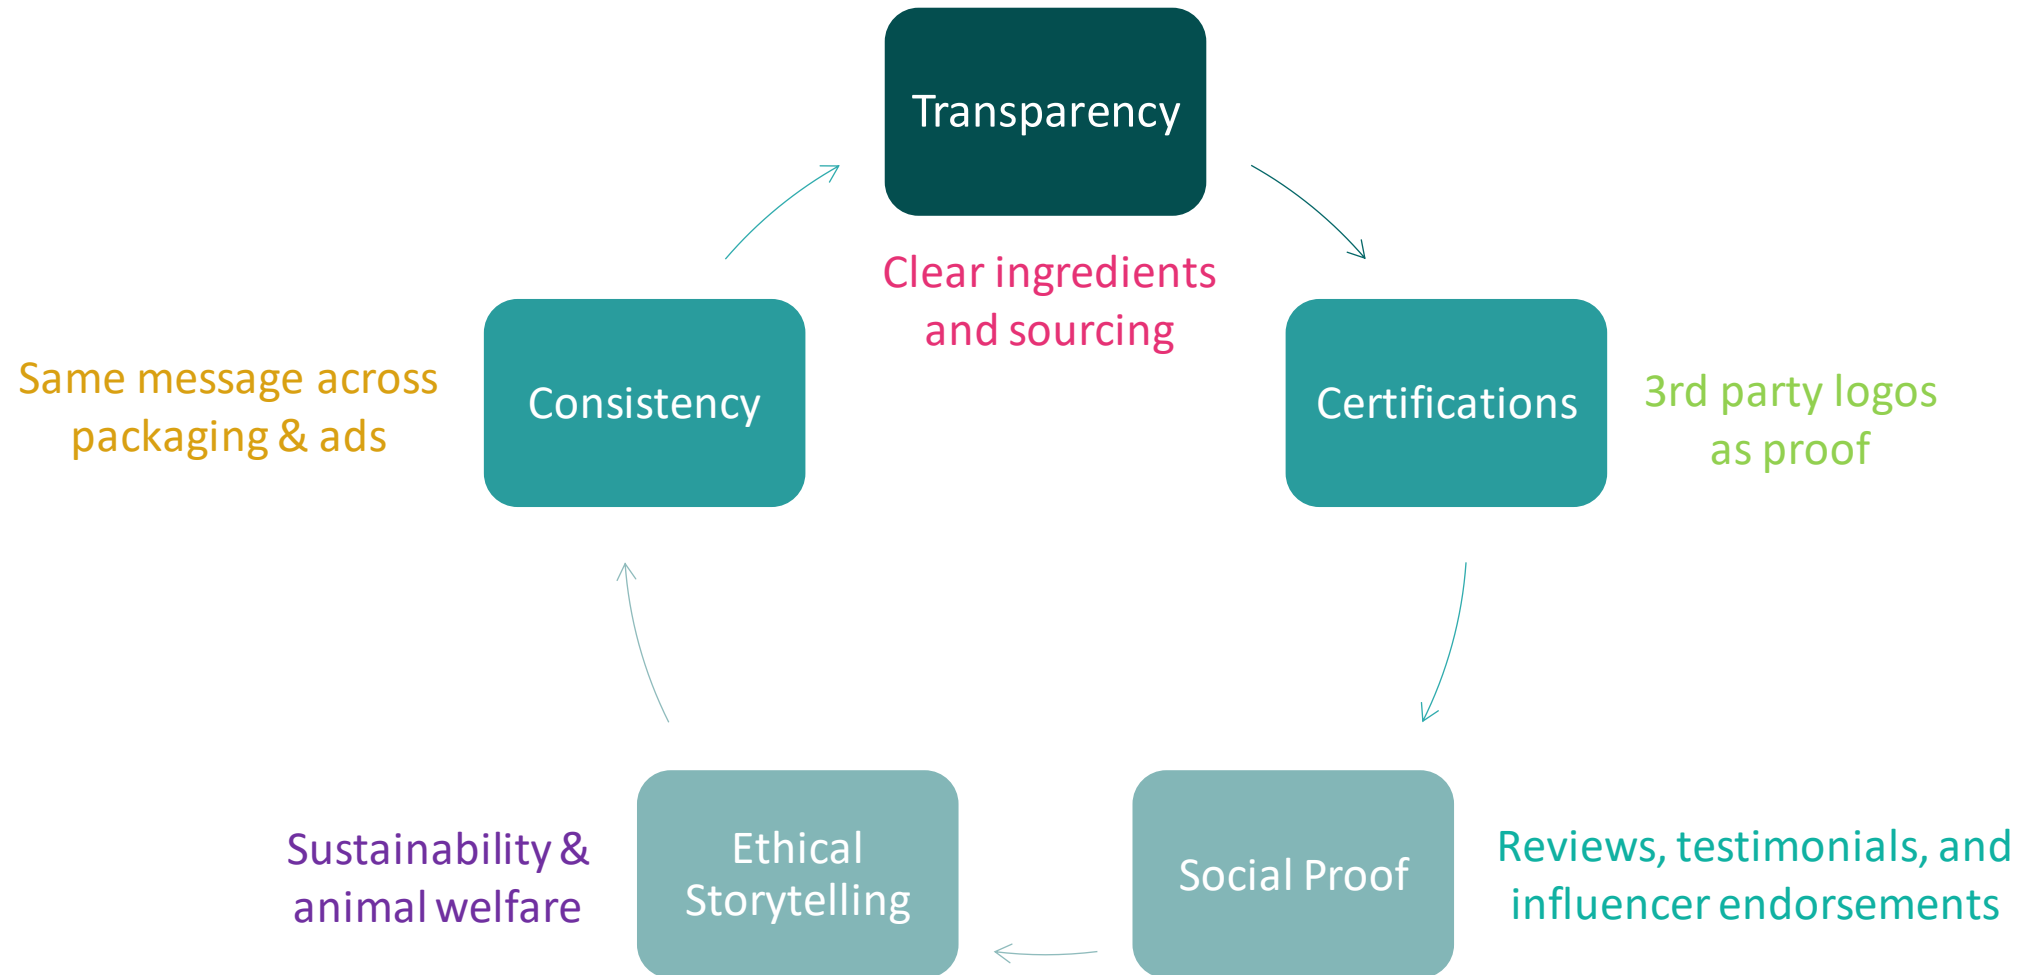 Transparency
Clear ingredients
and sourcing
Certifications
3rd party logos
as proof
Social Proof
Reviews, testimonials, and
influencer endorsements
Ethical
Storytelling
Sustainability &
animal welfare
Consistency
Same message across
packaging & ads